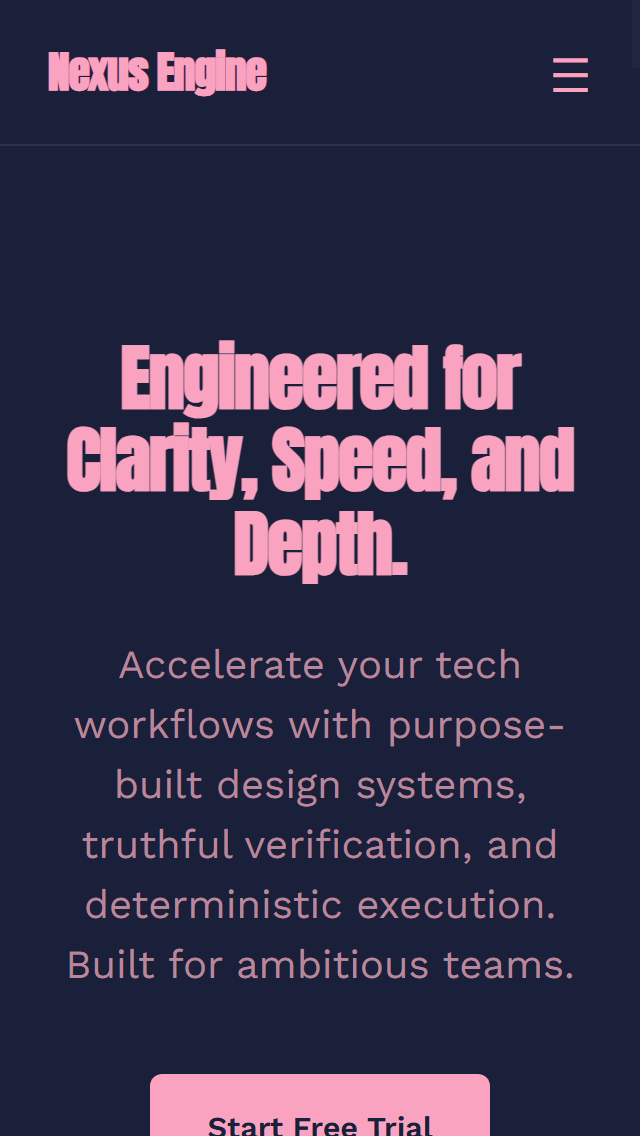 Nexus Engine
Engineered for
Clarity, Speed, and
Depth.
Accelerate your tech
workflows with purpose-
built design systems,
truthful verification, and
deterministic execution.
Built for ambitious teams.
Start Free Trial